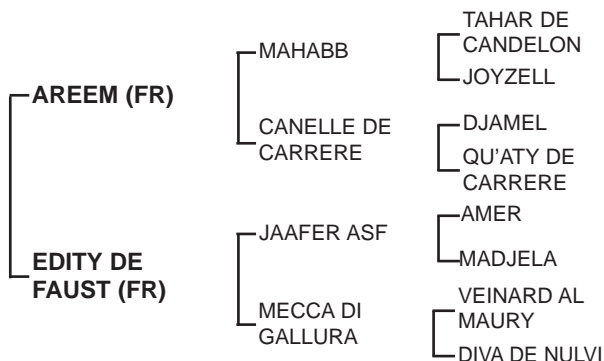 TAHAR DE
CANDELON
MAHABB
JOYZELL
AREEM (FR)
CANELLE DE
CARRERE
DJAMEL
QU'ATY DE
CARRERE
AMER
JAAFER ASF
MADJELA
EDITY DE
FAUST (FR)
VEINARD AL
MAURY
MECCA DI
GALLURA
DIVA DE NULVI